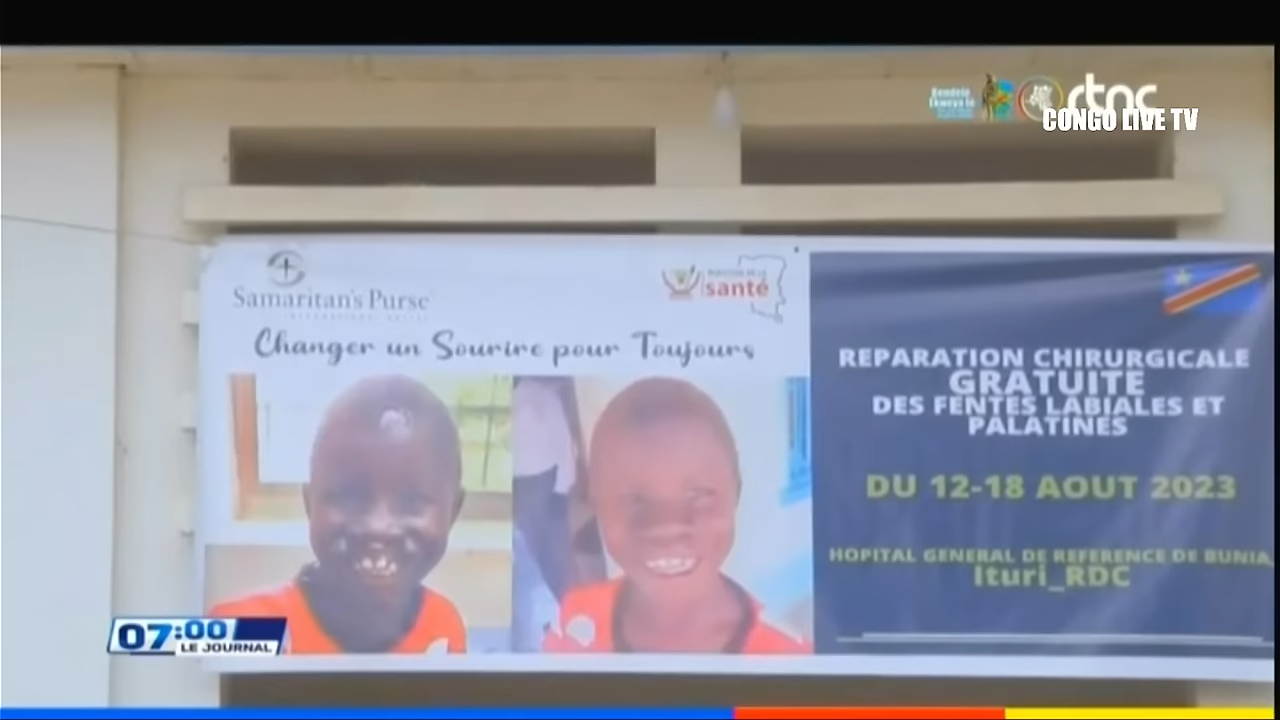 rtnc
CONGO LIVE TV
Samaritan's Purse
santé
Changer un Sourire pour Toujours
REPARATION CHIRURGICALE
GRATUITE
DES FENTES LABIALES ET
PALATINES
DU 12-18 AOUT 2023
HOPITAL GENERAL DE REFERENCE DE BUNIA
Ituri_RDC
07:00
LE JOURNAL